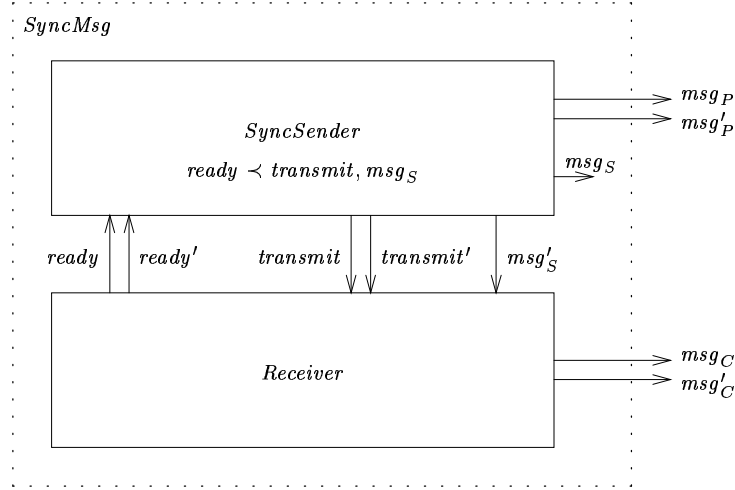 SyncMsg
msg_P
SyncSender
msg'_P
ready ≺ transmit, msg_S
msg_S
ready
ready'
transmit
transmit'
msg'_S
msg_C
Receiver
msg'_C